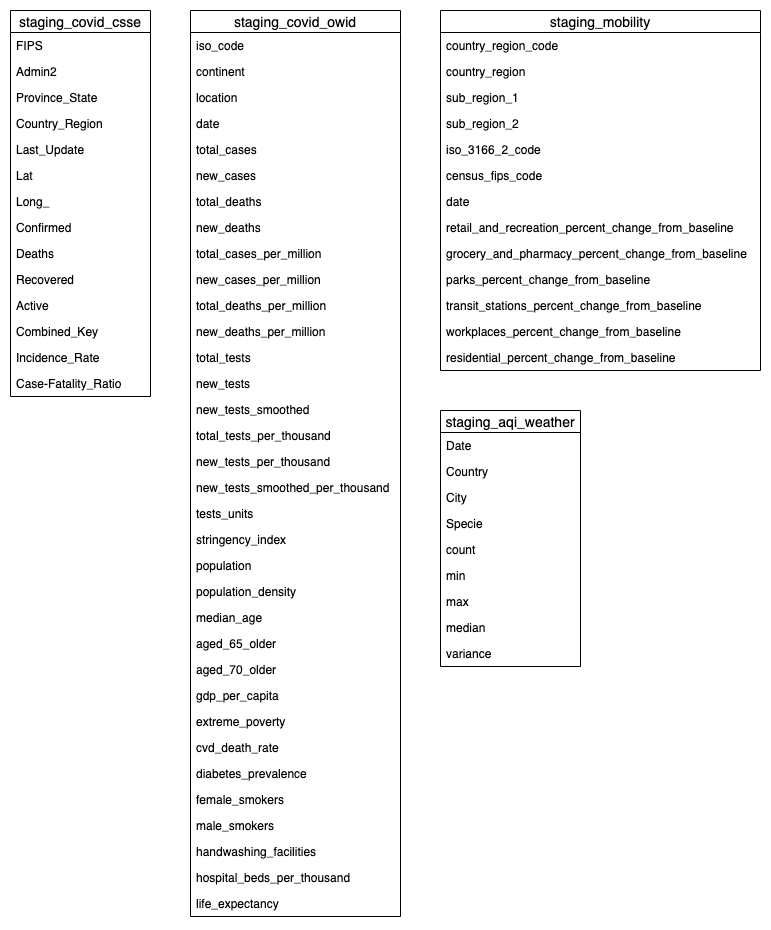 staging_covid_csse
FIPS
Admin2
Province_State
Country_Region
Last_Update
Lat
Long_
Confirmed
Deaths
Recovered
Active
Combined_Key
Incidence_Rate
Case-Fatality_Ratio
staging_covid_owid
iso_code
continent
location
date
total_cases
new_cases
total_deaths
new_deaths
total_cases_per_million
new_cases_per_million
total_deaths_per_million
new_deaths_per_million
total_tests
new_tests
new_tests_smoothed
total_tests_per_thousand
new_tests_per_thousand
new_tests_smoothed_per_thousand
tests_units
stringency_index
population
population_density
median_age
aged_65_older
aged_70_older
gdp_per_capita
extreme_poverty
cvd_death_rate
diabetes_prevalence
female_smokers
male_smokers
handwashing_facilities
hospital_beds_per_thousand
life_expectancy
staging_mobility
country_region_code
country_region
sub_region_1
sub_region_2
iso_3166_2_code
census_fips_code
date
retail_and_recreation_percent_change_from_baseline
grocery_and_pharmacy_percent_change_from_baseline
parks_percent_change_from_baseline
transit_stations_percent_change_from_baseline
workplaces_percent_change_from_baseline
residential_percent_change_from_baseline
staging_aqi_weather
Date
Country
City
Specie
count
min
max
median
variance